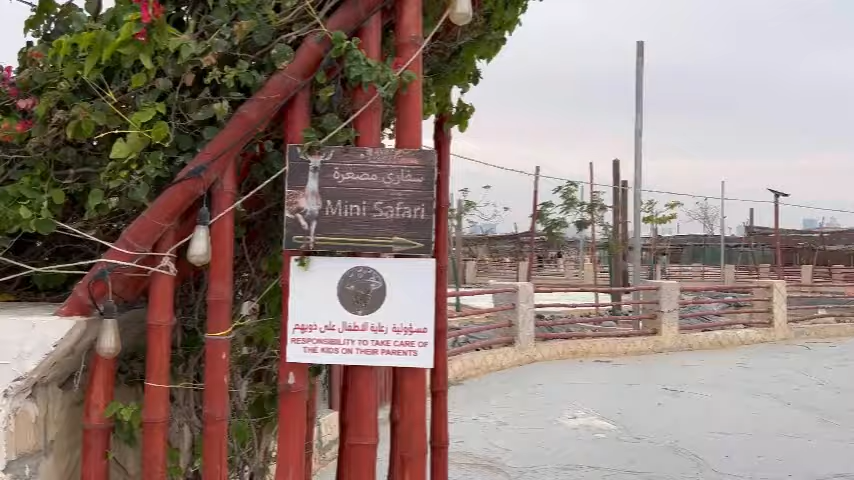 سفاري مصغرة
Mini Safari
مسؤولية رعاية الاطفال على ذويهم
RESPONSIBILITY TO TAKE CARE OF
THE KIDS ON THEIR PARENTS